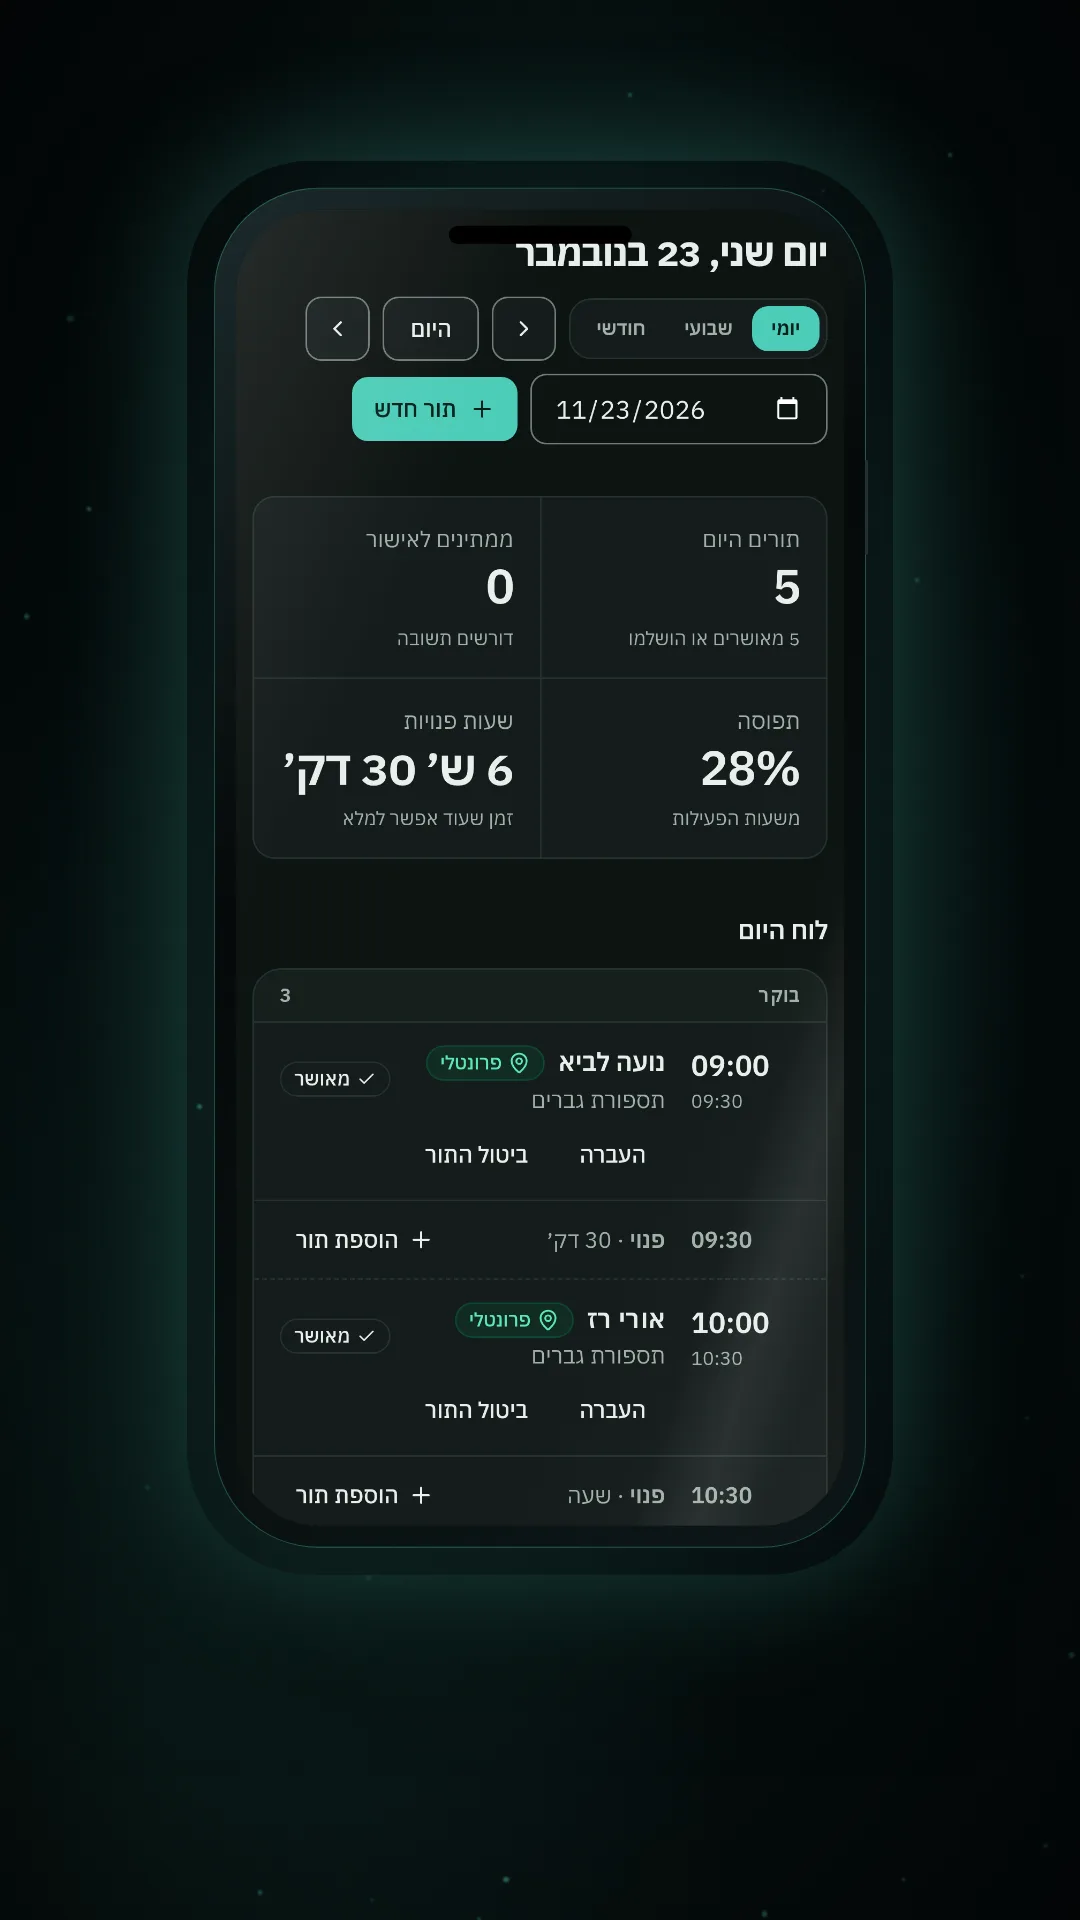 יום שני, 23 בנובמבר
יומי שבועי חודשי היום
11/23/2026 + תור חדש
תורים היום
5
5 מאושרים או הושלמו
ממתינים לאישור
0
דורשים תשובה
תפוסה
28%
משעות הפעילות
שעות פנויות
6 ש׳ 30 דק׳
זמן שעוד אפשר למלא
לוח היום
בוקר 3
09:00 נועה לביא פרונטלי מאושר
09:30 תספורת גברים
העברה ביטול התור
09:30 פנוי · 30 דק׳ + הוספת תור
10:00 אורי רז פרונטלי מאושר
10:30 תספורת גברים
העברה ביטול התור
10:30 פנוי · שעה + הוספת תור